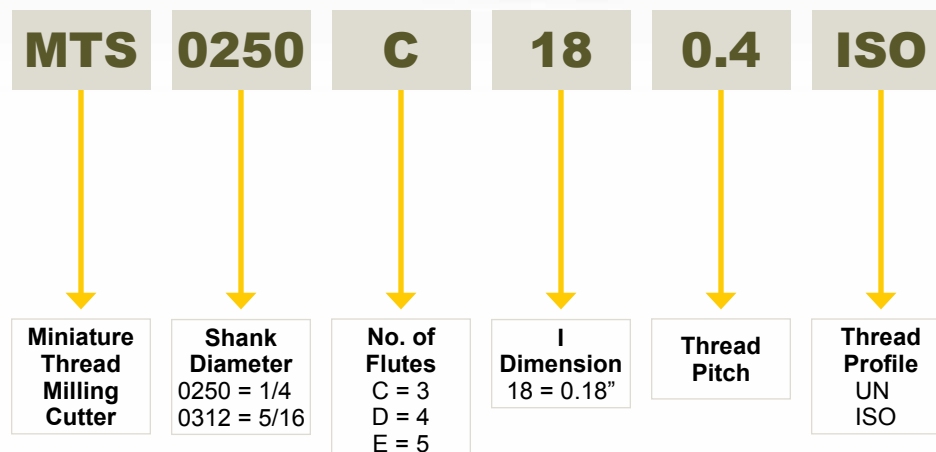 MTS 0250 C 18 0.4 ISO
Miniature
Thread
Milling
Cutter
Shank
Diameter
0250 = 1/4
0312 = 5/16
No. of
Flutes
C = 3
D = 4
E = 5
I
Dimension
18 = 0.18”
Thread
Pitch
Thread
Profile
UN
ISO